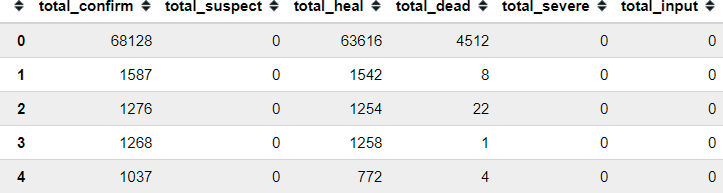 total_confirm total_suspect total_heal total_dead total_severe total_input
0 68128 0 63616 4512 0 0
1 1587 0 1542 8 0 0
2 1276 0 1254 22 0 0
3 1268 0 1258 1 0 0
4 1037 0 772 4 0 0